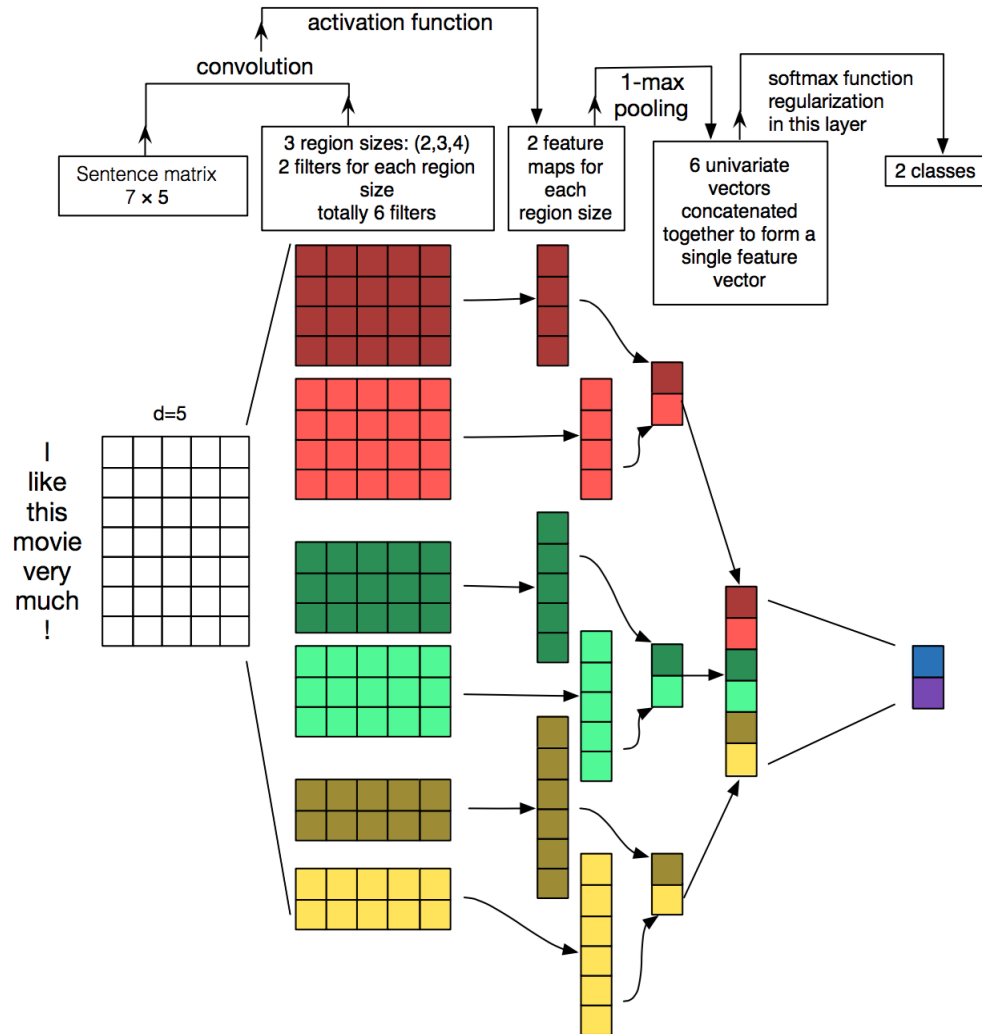 activation function
convolution
1-max
pooling
softmax function
regularization
in this layer
Sentence matrix
7 × 5
3 region sizes: (2,3,4)
2 filters for each region
size
totally 6 filters
2 feature
maps for
each
region size
6 univariate
vectors
concatenated
together to form a
single feature
vector
2 classes
d=5
I
like
this
movie
very
much
!